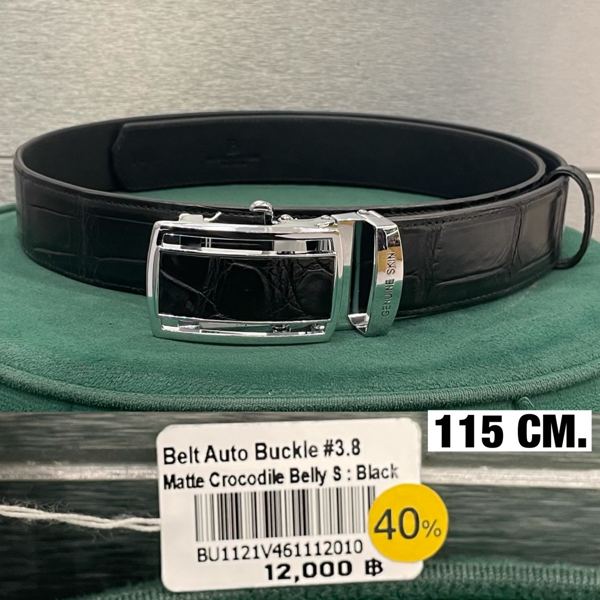 GENUINE SKIN
115 CM.
Belt Auto Buckle #3.8
Matte Crocodile Belly S : Black
40%
BU1121V461112010
12,000 ฿